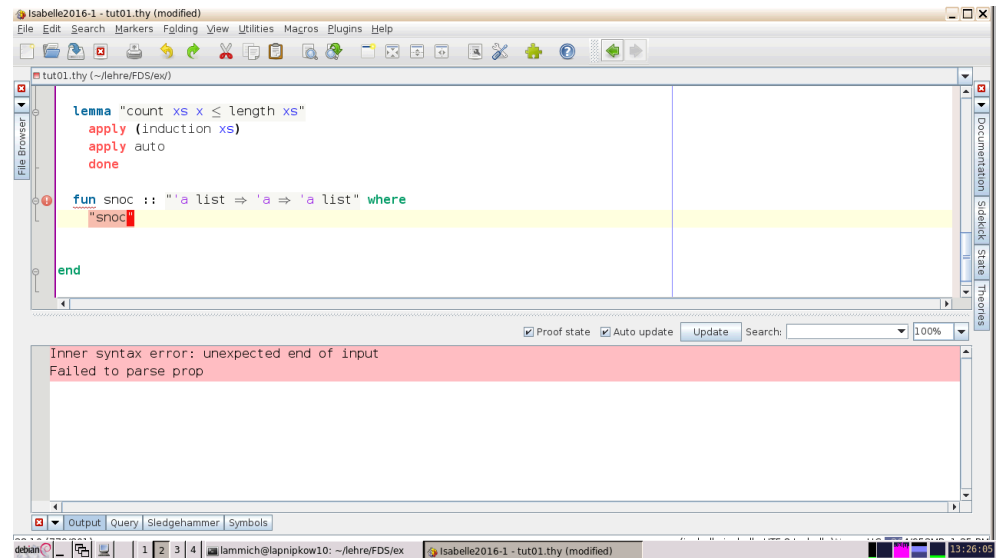 Isabelle2016-1 - tut01.thy (modified)
File Edit Search Markers Folding View Utilities Macros Plugins Help
tut01.thy (~/lehre/FDS/ex/)
lemma "count xs x ≤ length xs"
apply (induction xs)
apply auto
done
fun snoc :: "'a list ⇒ 'a ⇒ 'a list" where
"snoc"
end
File Browser
Documentation
Sidekick
State
Theories
Proof state Auto update Update Search: 100%
Inner syntax error: unexpected end of input
Failed to parse prop
Output Query Sledgehammer Symbols
debian 1 2 3 4 lammich@lapnipkow10: ~/lehre/FDS/ex Isabelle2016-1 - tut01.thy (modified) 13:26:05